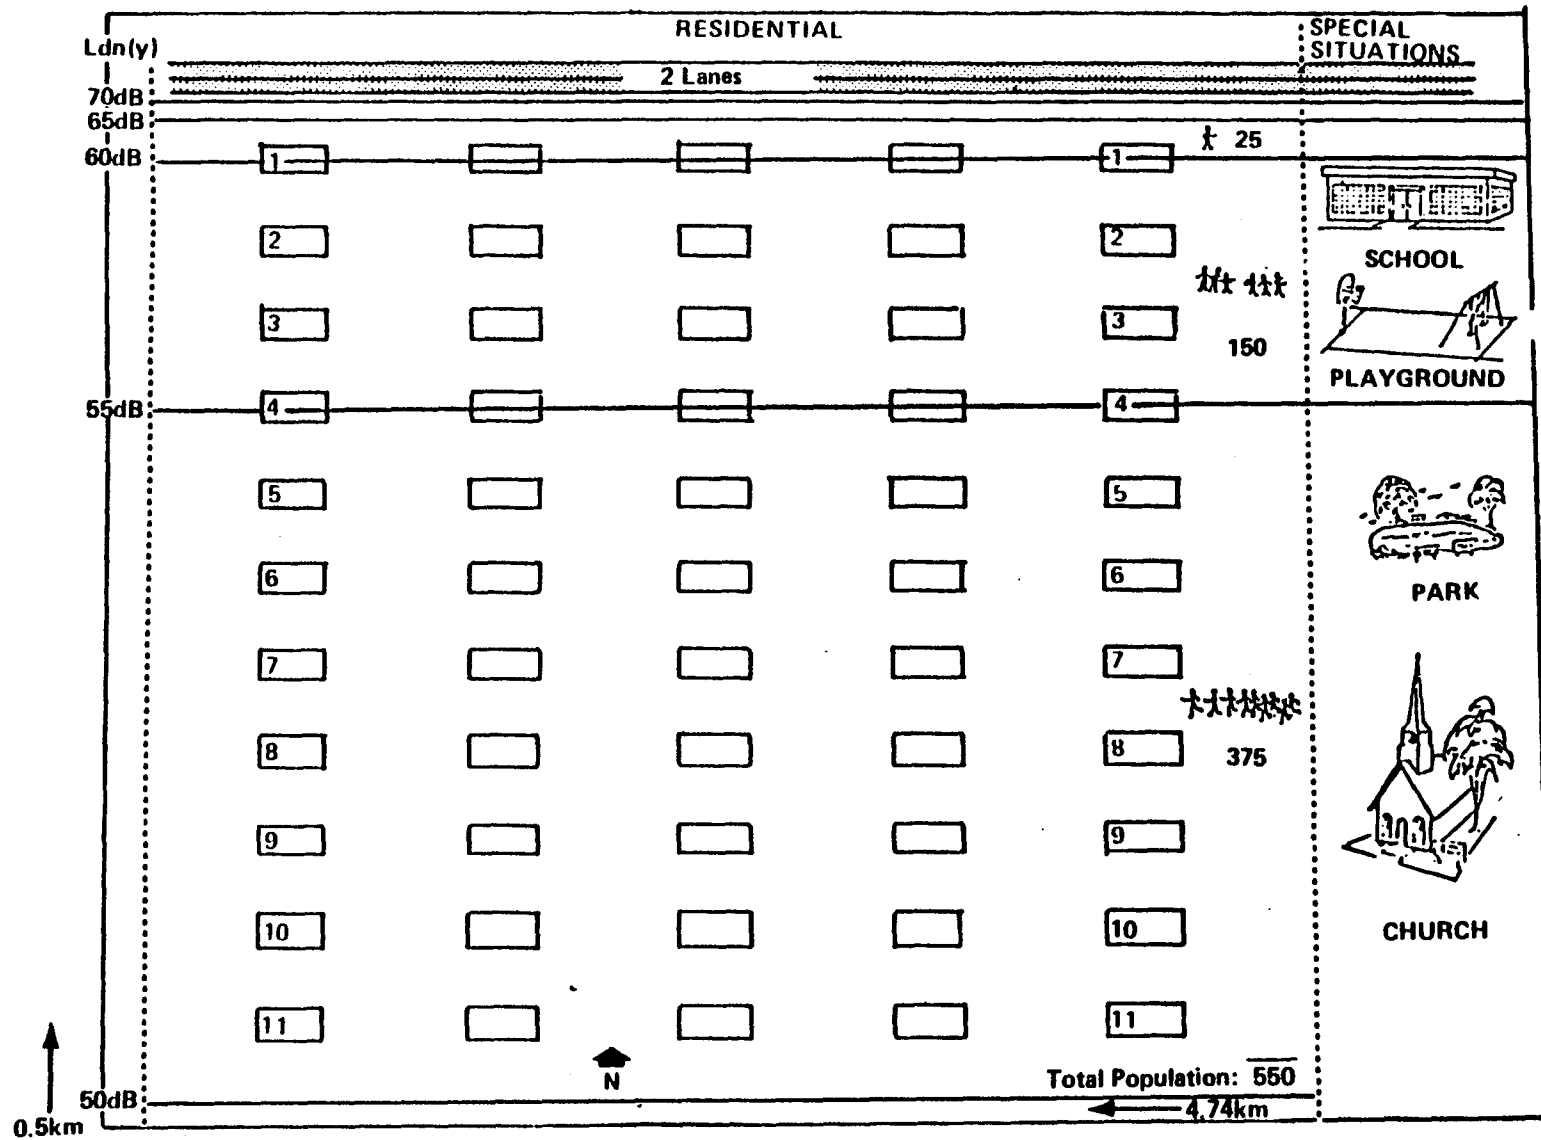 RESIDENTIAL
SPECIAL
SITUATIONS
Ldn(y)
2 Lanes
70dB
65dB
25
60dB
1 1
SCHOOL
2 2
3 3
150
PLAYGROUND
55dB
4 4
5 5
6 6
PARK
7 7
8 8
375
9 9
10 10
CHURCH
11 11
N
Total Population: 550
50dB
4.74km
0.5km